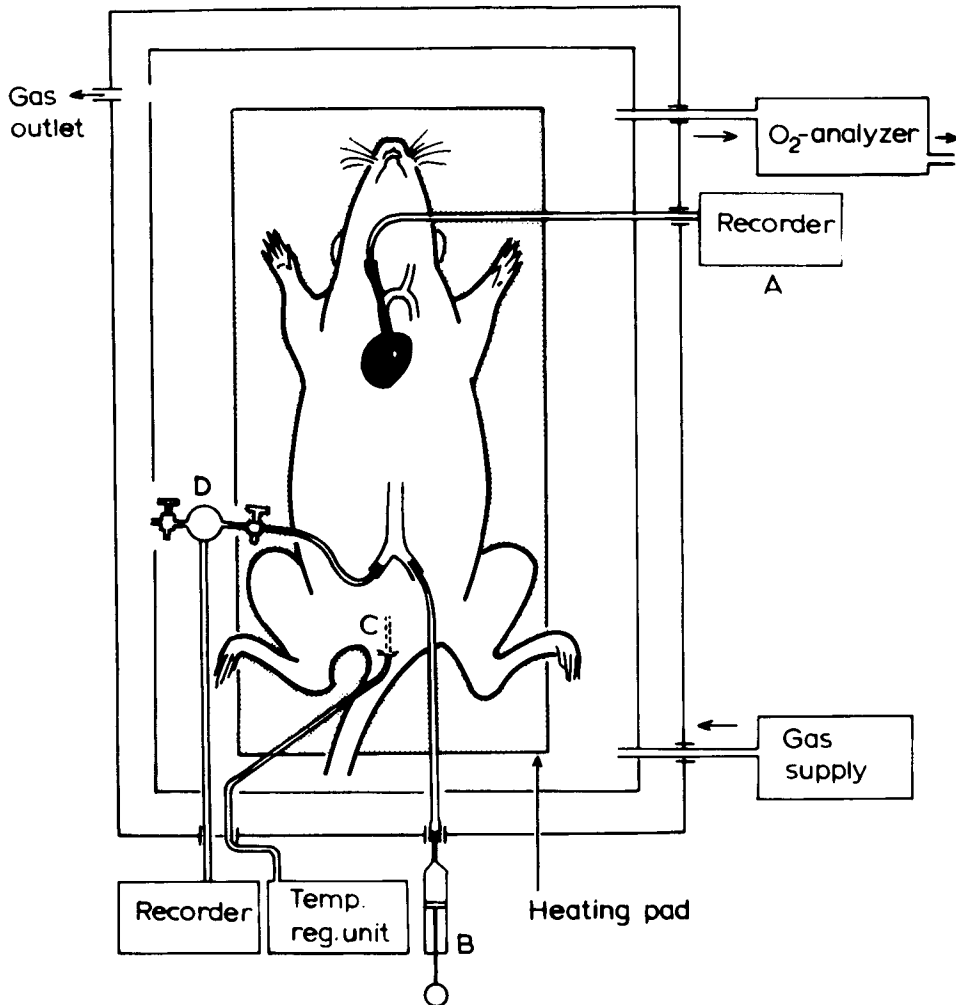 Gas
outlet
O₂-analyzer
Recorder
A
D
C
Gas
supply
Recorder
Temp.
reg. unit
B
Heating pad